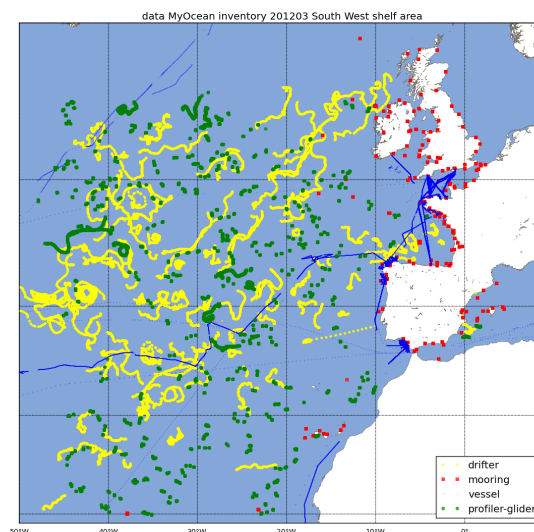 data MyOcean inventory 201203 South West shelf area
drifter
mooring
vessel
profiler-glider
50°W
40°W
30°W
20°W
10°W
0°